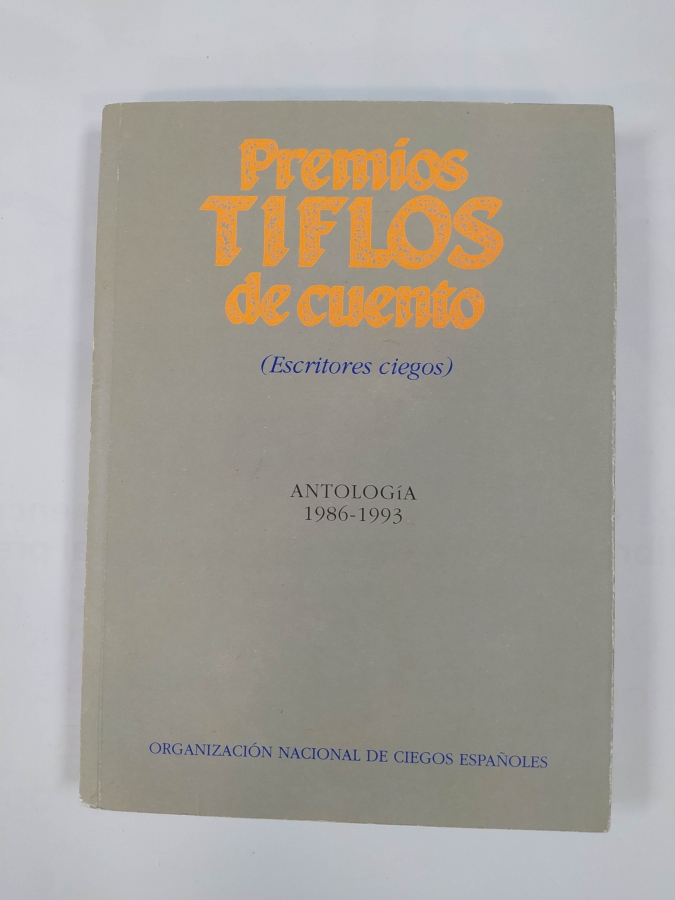 Premios
TIFLOS
de cuento
(Escritores ciegos)
ANTOLOGíA
1986-1993
ORGANIZACIÓN NACIONAL DE CIEGOS ESPAÑOLES